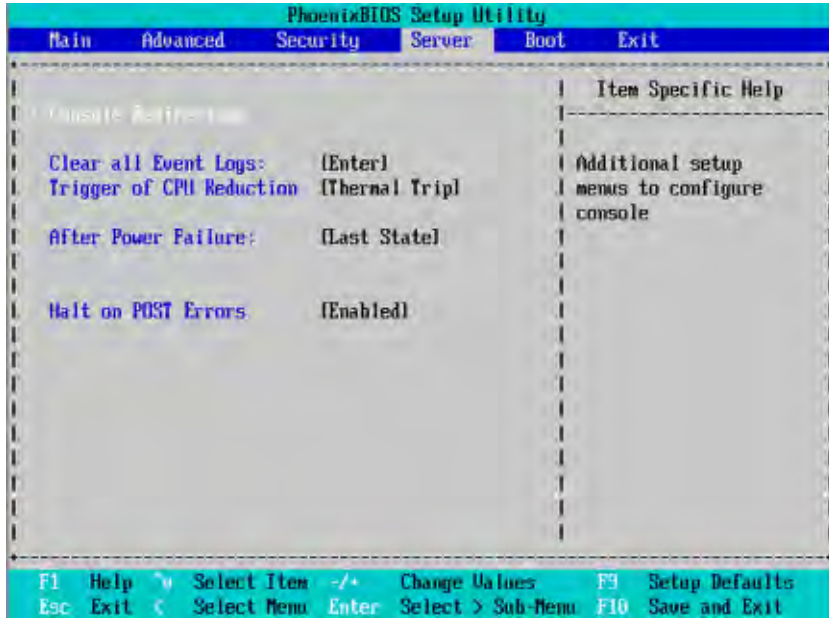 PhoenixBIOS Setup Utility
Main Advanced Security Server Boot Exit
Item Specific Help
Console Redirection
Clear all Event Logs: [Enter]
Trigger of CPU Reduction [Thermal Trip]
After Power Failure: [Last State]
Halt on POST Errors [Enabled]
Additional setup
menus to configure
console
F1 Help ^v Select Item -/+ Change Values F9 Setup Defaults
Esc Exit < Select Menu Enter Select > Sub-Menu F10 Save and Exit